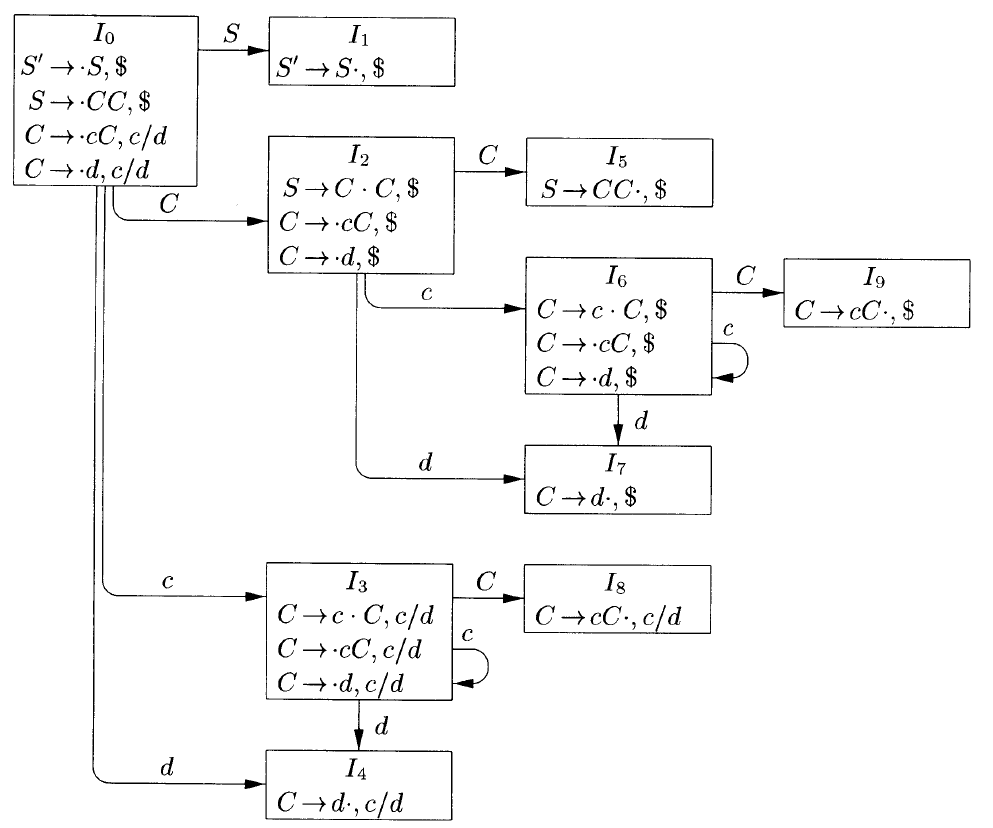 I₀
S′ → ·S, $
S → ·CC, $
C → ·cC, c/d
C → ·d, c/d
S
I₁
S′ → S·, $
C
I₂
S → C · C, $
C → ·cC, $
C → ·d, $
C
I₅
S → CC·, $
c
I₆
C → c · C, $
C → ·cC, $
C → ·d, $
C
I₉
C → cC·, $
c
d
d
I₇
C → d·, $
c
I₃
C → c · C, c/d
C → ·cC, c/d
C → ·d, c/d
C
I₈
C → cC·, c/d
c
d
d
I₄
C → d·, c/d